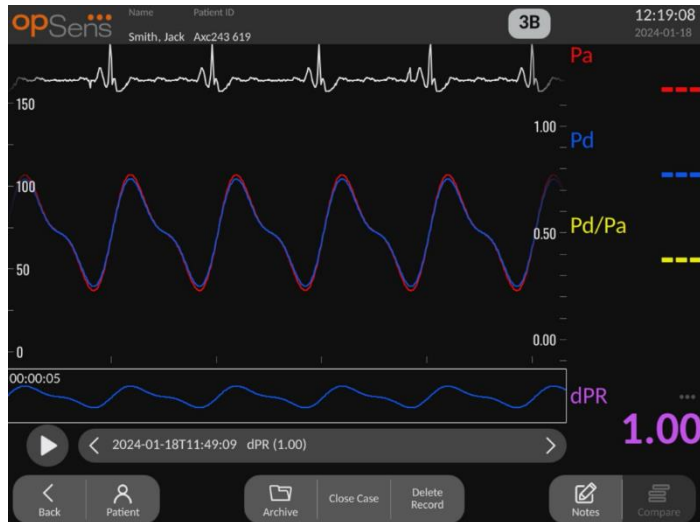 opSens
Name Patient ID
Smith, Jack Axc243 619
3B
12:19:08
2024-01-18
Pa
---
150
100
50
0
1.00
0.50
0.00
Pd
---
Pd/Pa
---
00:00:05
dPR
...
1.00
2024-01-18T11:49:09 dPR (1.00)
Back
Patient
Archive
Close Case
Delete
Record
Notes
Compare